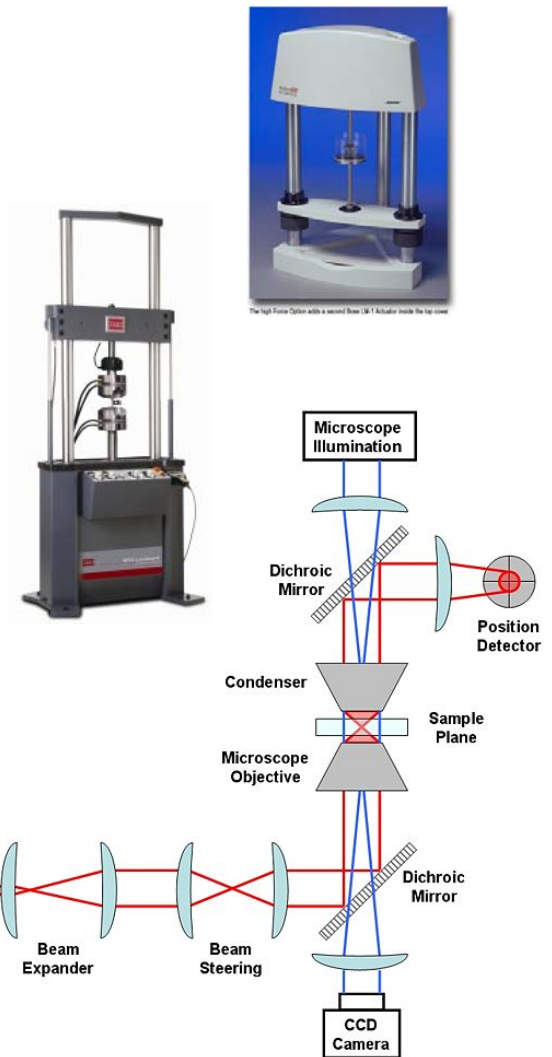 The high Force Option adds a second Bose LM-1 Actuator inside the top cover
Microscope
Illumination
Dichroic
Mirror
Position
Detector
Condenser
Sample
Plane
Microscope
Objective
Dichroic
Mirror
Beam
Expander
Beam
Steering
CCD
Camera